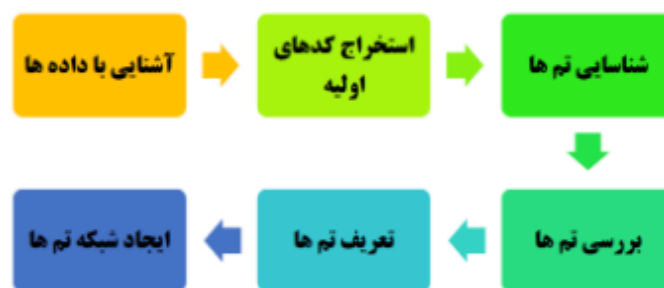 آشنایی با داده ها
استخراج کدهای
اولیه
شناسایی تم ها
بررسی تم ها
تعریف تم ها
ایجاد شبکه تم ها